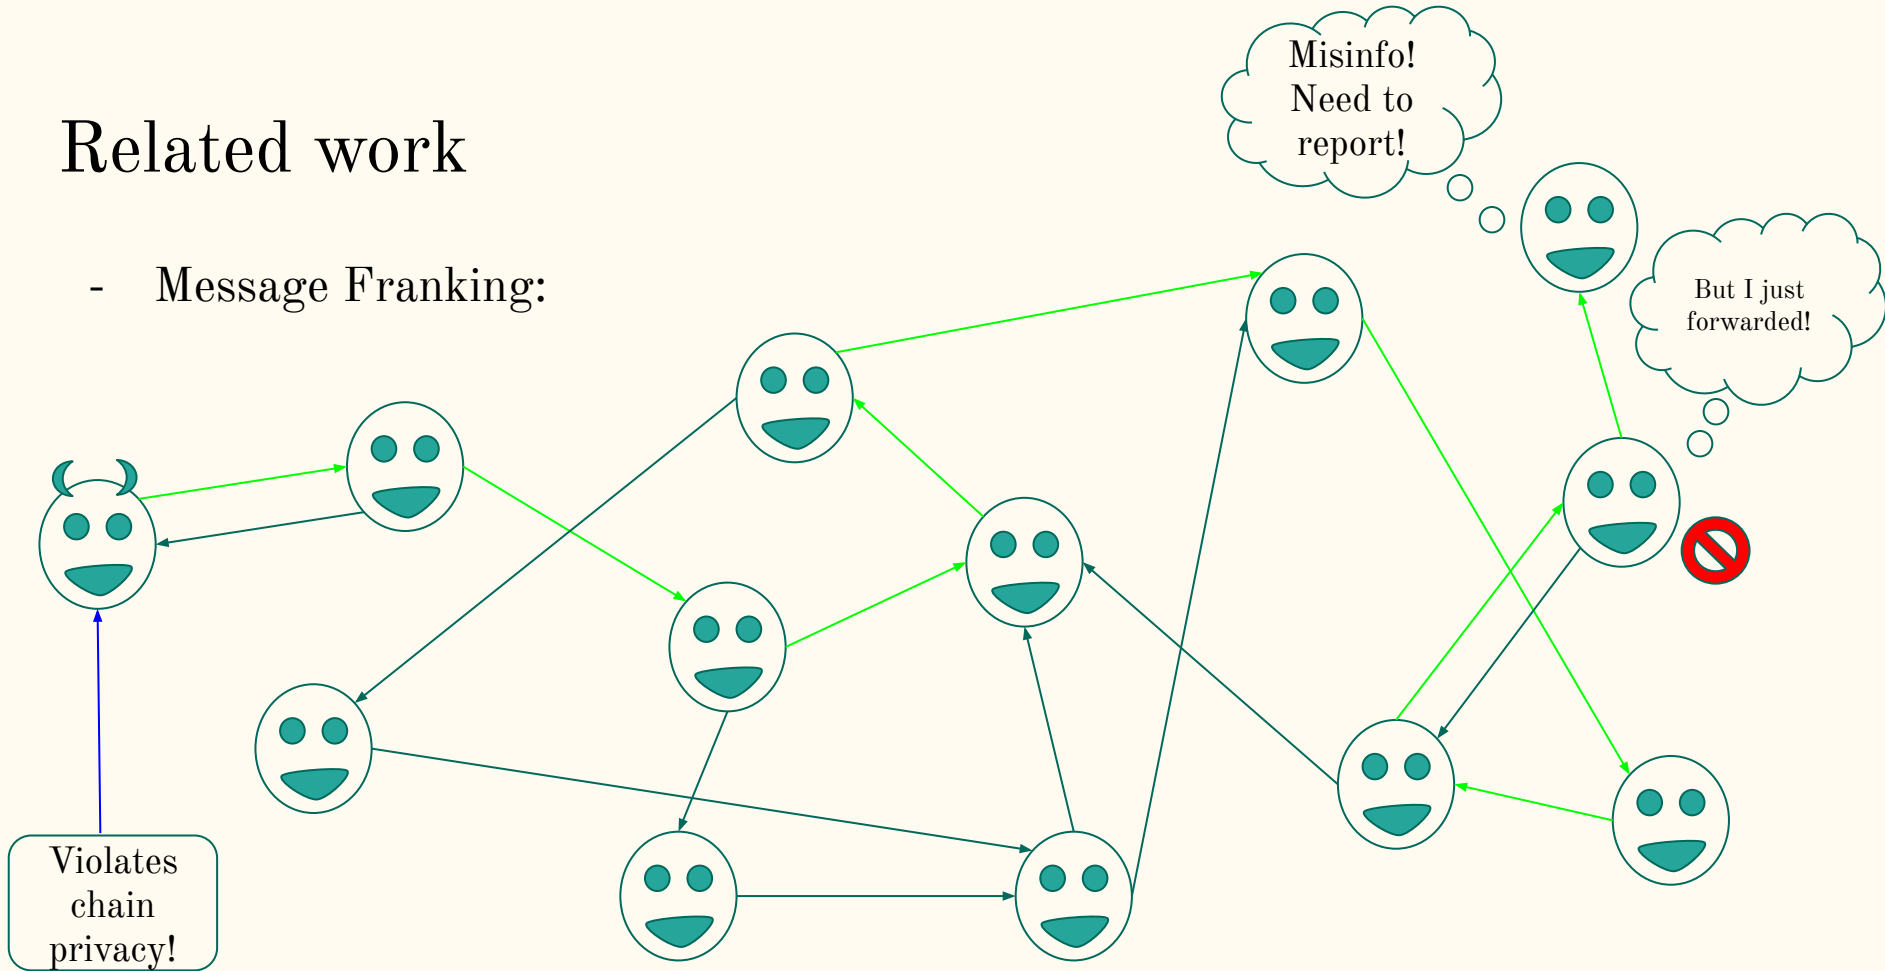 Related work
- Message Franking:
Misinfo!
Need to
report!
But I just
forwarded!
Violates
chain
privacy!